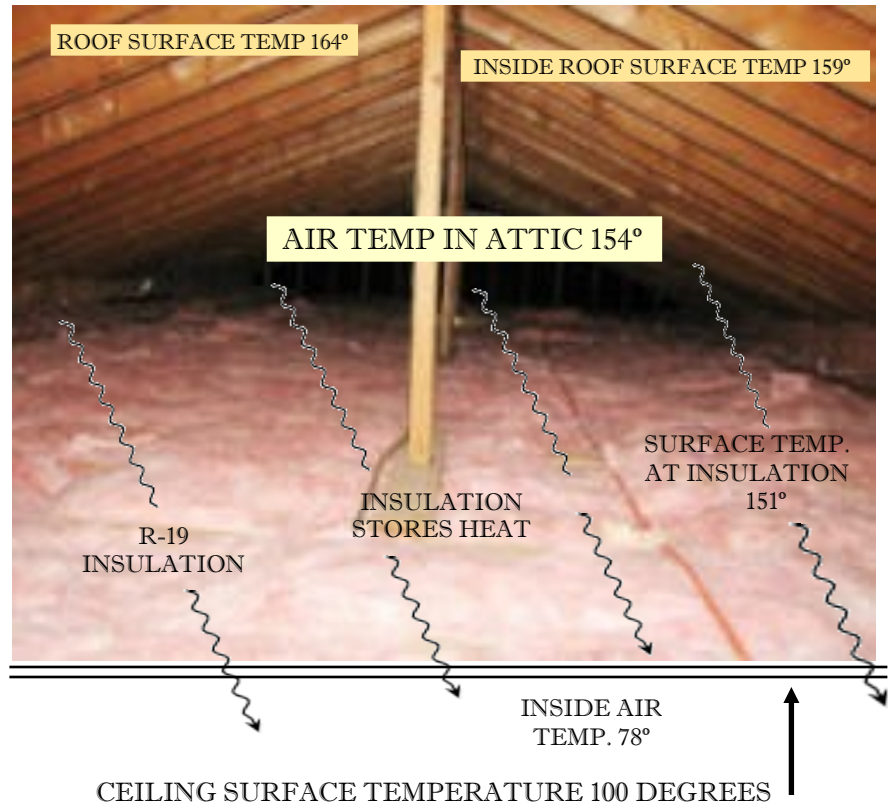 ROOF SURFACE TEMP 164º
INSIDE ROOF SURFACE TEMP 159º
AIR TEMP IN ATTIC 154º
SURFACE TEMP.
AT INSULATION
151º
INSULATION
STORES HEAT
R-19
INSULATION
INSIDE AIR
TEMP. 78º
CEILING SURFACE TEMPERATURE 100 DEGREES